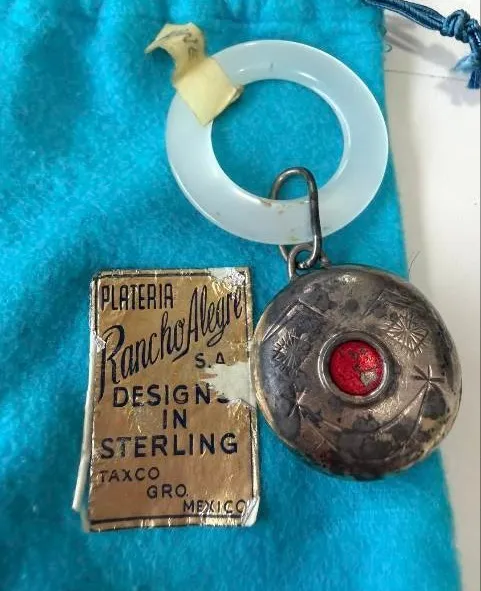 PLATERIA
Rancho Alegre
S.A
DESIGNS
IN
STERLING
TAXCO
GRO.
MEXICO